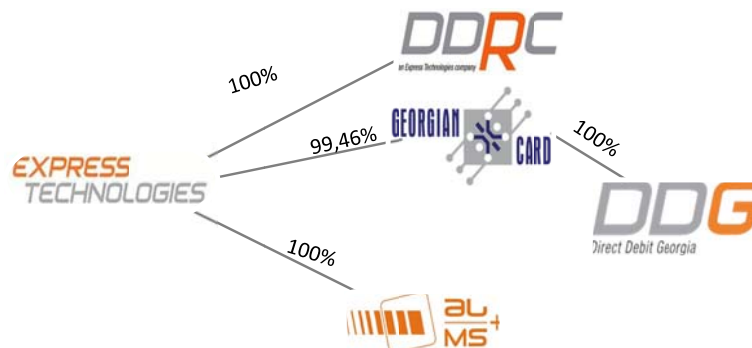 DDRC
an Express Technologies company
100%
GEORGIAN
CARD
99,46%
100%
EXPRESS
TECHNOLOGIES
DDG
Direct Debit Georgia
100%
aL
MS+